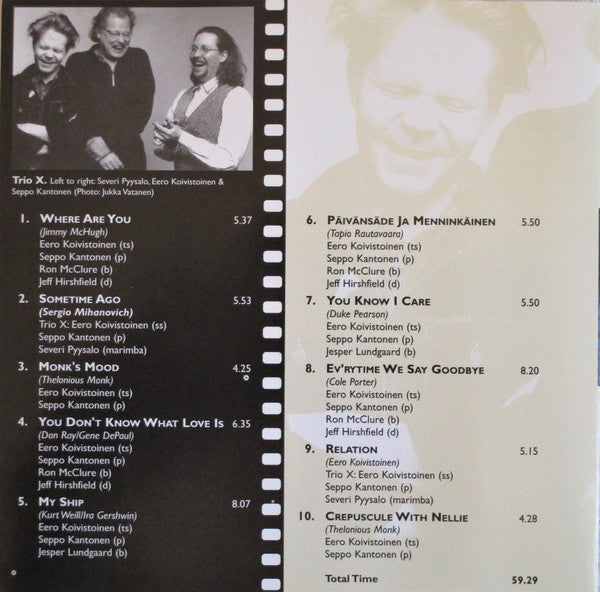 Trio X. Left to right: Severi Pyysalo, Eero Koivistoinen &
Seppo Kantonen (Photo: Jukka Vatanen)
1. WHERE ARE YOU 5.37
(Jimmy McHugh)
Eero Koivistoinen (ts)
Seppo Kantonen (p)
Ron McClure (b)
Jeff Hirshfield (d)
2. SOMETIME AGO 5.53
(Sergio Mihanovich)
Trio X: Eero Koivistoinen (ss)
Seppo Kantonen (p)
Severi Pyysalo (marimba)
3. MONK'S MOOD 4.25
(Thelonious Monk)
Eero Koivistoinen (ts)
Seppo Kantonen (p)
4. YOU DON'T KNOW WHAT LOVE IS 6.35
(Don Ray/Gene DePaul)
Eero Koivistoinen (ts)
Seppo Kantonen (p)
Ron McClure (b)
Jeff Hirshfield (d)
5. MY SHIP 8.07
(Kurt Weill/Ira Gershwin)
Eero Koivistoinen (ts)
Seppo Kantonen (p)
Jesper Lundgaard (b)
6. PÄIVÄNSÄDE JA MENNINKÄINEN 5.50
(Tapio Rautavaara)
Eero Koivistoinen (ts)
Seppo Kantonen (p)
Ron McClure (b)
Jeff Hirshfield (d)
7. YOU KNOW I CARE 5.50
(Duke Pearson)
Eero Koivistoinen (ts)
Seppo Kantonen (p)
Jesper Lundgaard (b)
8. EV'RYTIME WE SAY GOODBYE 8.20
(Cole Porter)
Eero Koivistoinen (ts)
Seppo Kantonen (p)
Ron McClure (b)
Jeff Hirshfield (d)
9. RELATION 5.15
(Eero Koivistoinen)
Trio X: Eero Koivistoinen (ss)
Seppo Kantonen (p)
Severi Pyysalo (marimba)
10. CREPUSCULE WITH NELLIE 4.28
(Thelonious Monk)
Eero Koivistoinen (ts)
Seppo Kantonen (p)
Total Time 59.29